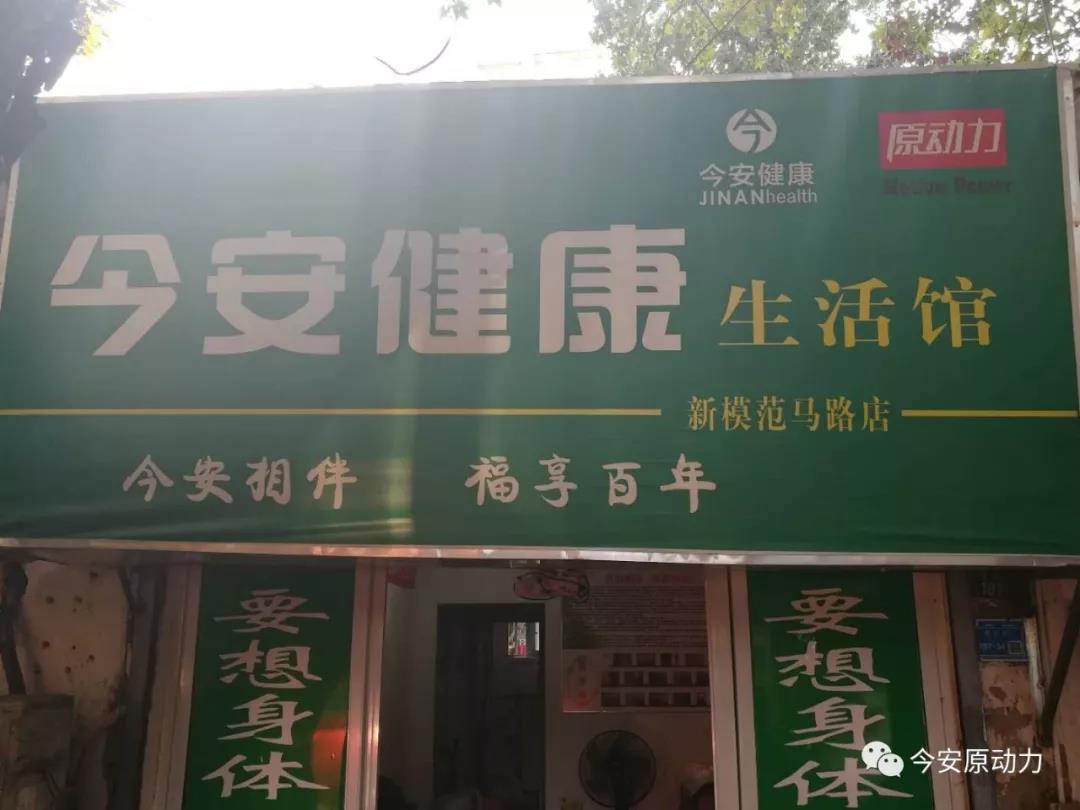 今安健康
JINANhealth
原动力
Motion Power
今安健康 生活馆
新模范马路店
今安相伴 福享百年
要想身体
要想身体
今安原动力